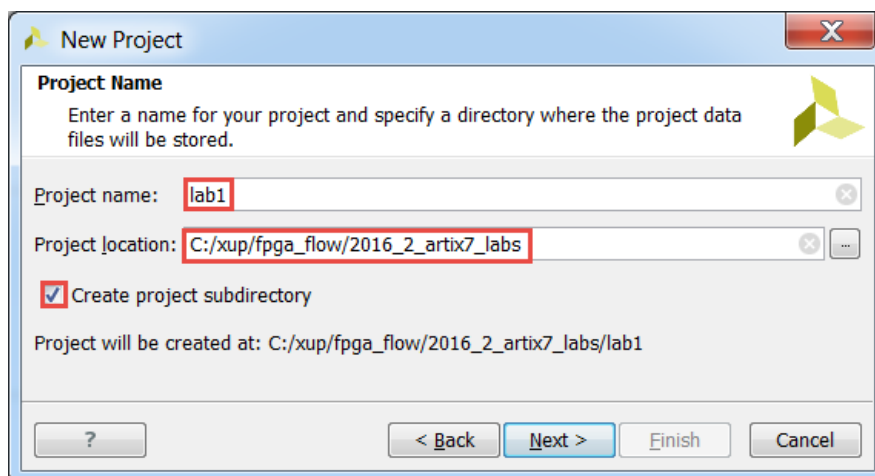 New Project
X
Project Name
Enter a name for your project and specify a directory where the project data
files will be stored.
Project name: lab1
Project location: C:/xup/fpga_flow/2016_2_artix7_labs ...
Create project subdirectory
Project will be created at: C:/xup/fpga_flow/2016_2_artix7_labs/lab1
? < Back Next > Finish Cancel